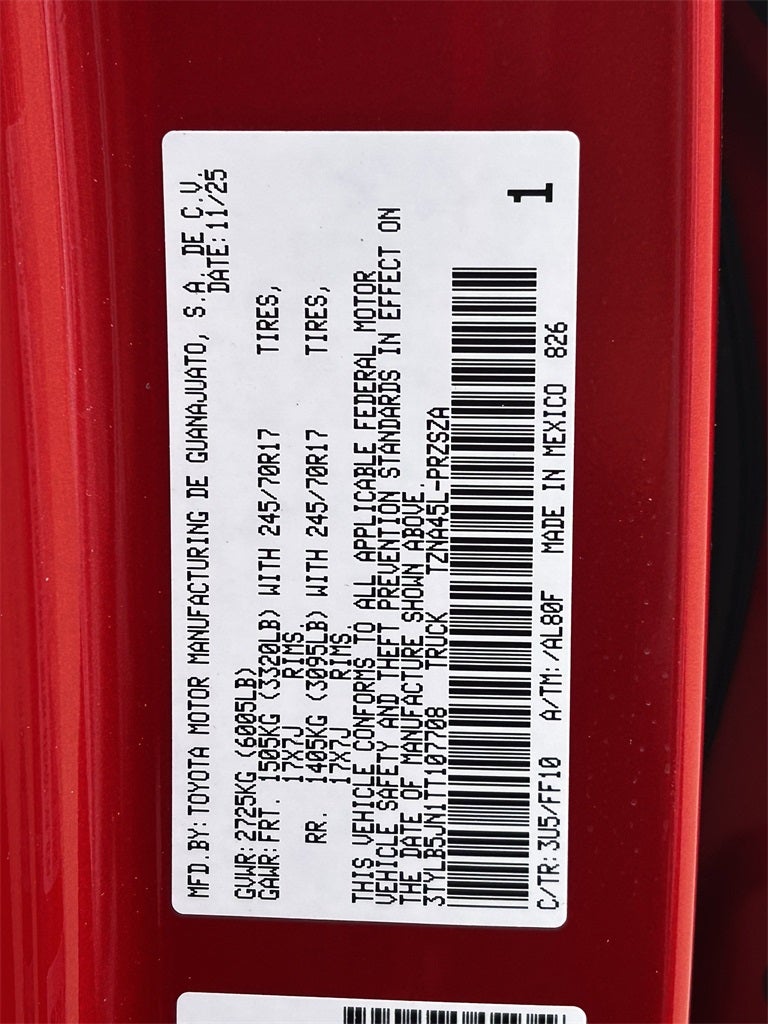 MFD.BY:TOYOTA MOTOR MANUFACTURING DE GUANAJUATO, S.A. DE C.V.
DATE:11/25
GVWR:2725KG (6005LB)
GAWR:FRT. 1505KG (3320LB) WITH 245/70R17 TIRES,
17X7J RIMS.
RR. 1405KG (3095LB) WITH 245/70R17 TIRES,
17X7J RIMS.
THIS VEHICLE CONFORMS TO ALL APPLICABLE FEDERAL MOTOR
VEHICLE SAFETY AND THEFT PREVENTION STANDARDS IN EFFECT ON
THE DATE OF MANUFACTURE SHOWN ABOVE.
3TYLB5JN1TT107708 TRUCK TZNA45L-PRZSZA
1
C/TR:3U5/FF10 A/TM:/AL80F MADE IN MEXICO 826